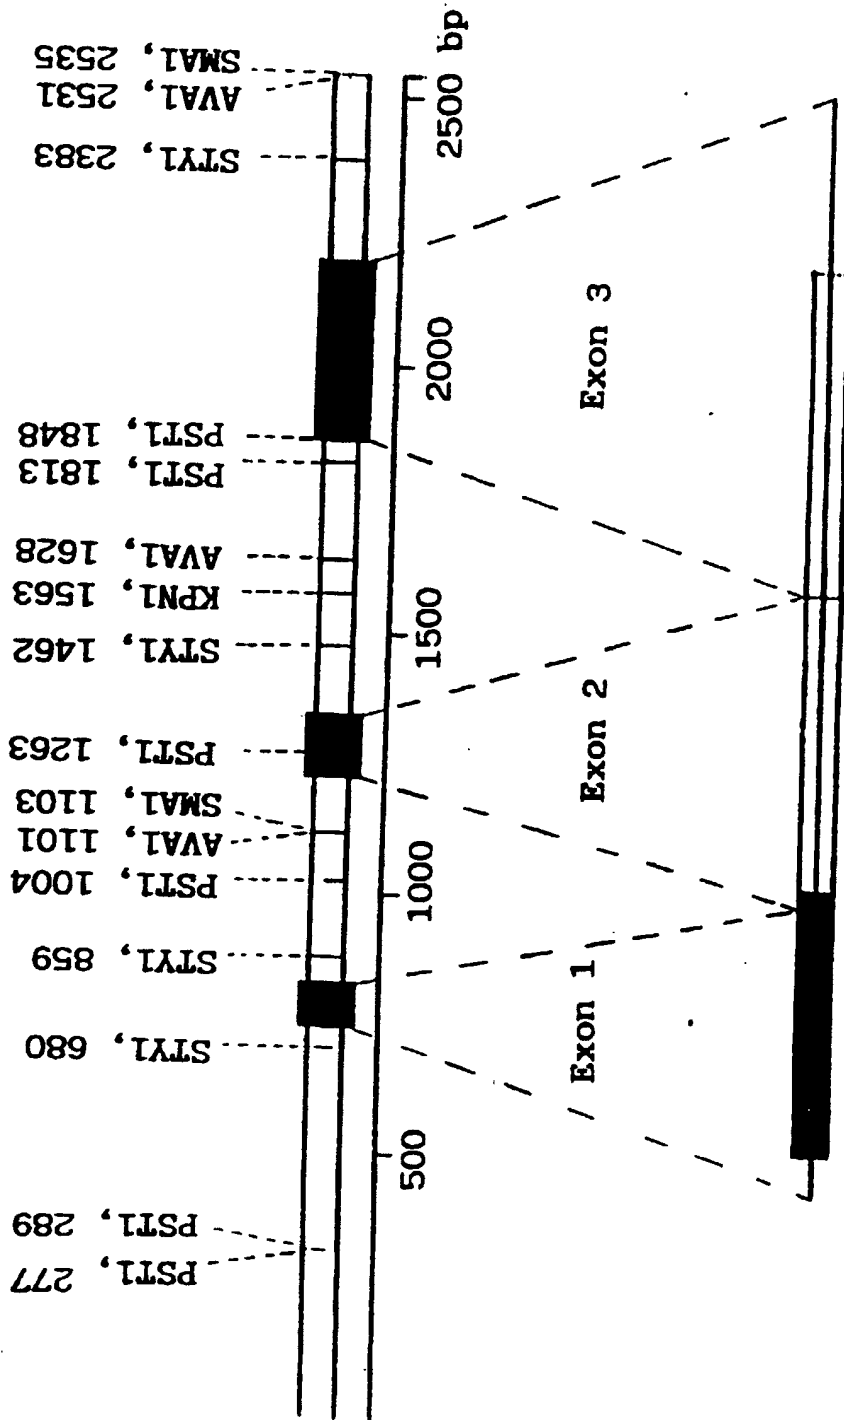 277 PST1,
289 PST1,
680 STY1,
859 STY1,
1004 PST1,
1101 AVA1,
1103 SMA1,
1263 PST1,
1462 STY1,
1563 KPN1,
1628 AVA1,
1813 PST1,
1848 PST1,
2383 STY1,
2531 AVA1,
2535 SMA1,
500
1000
1500
2000
2500 bp
Exon 1
Exon 2
Exon 3